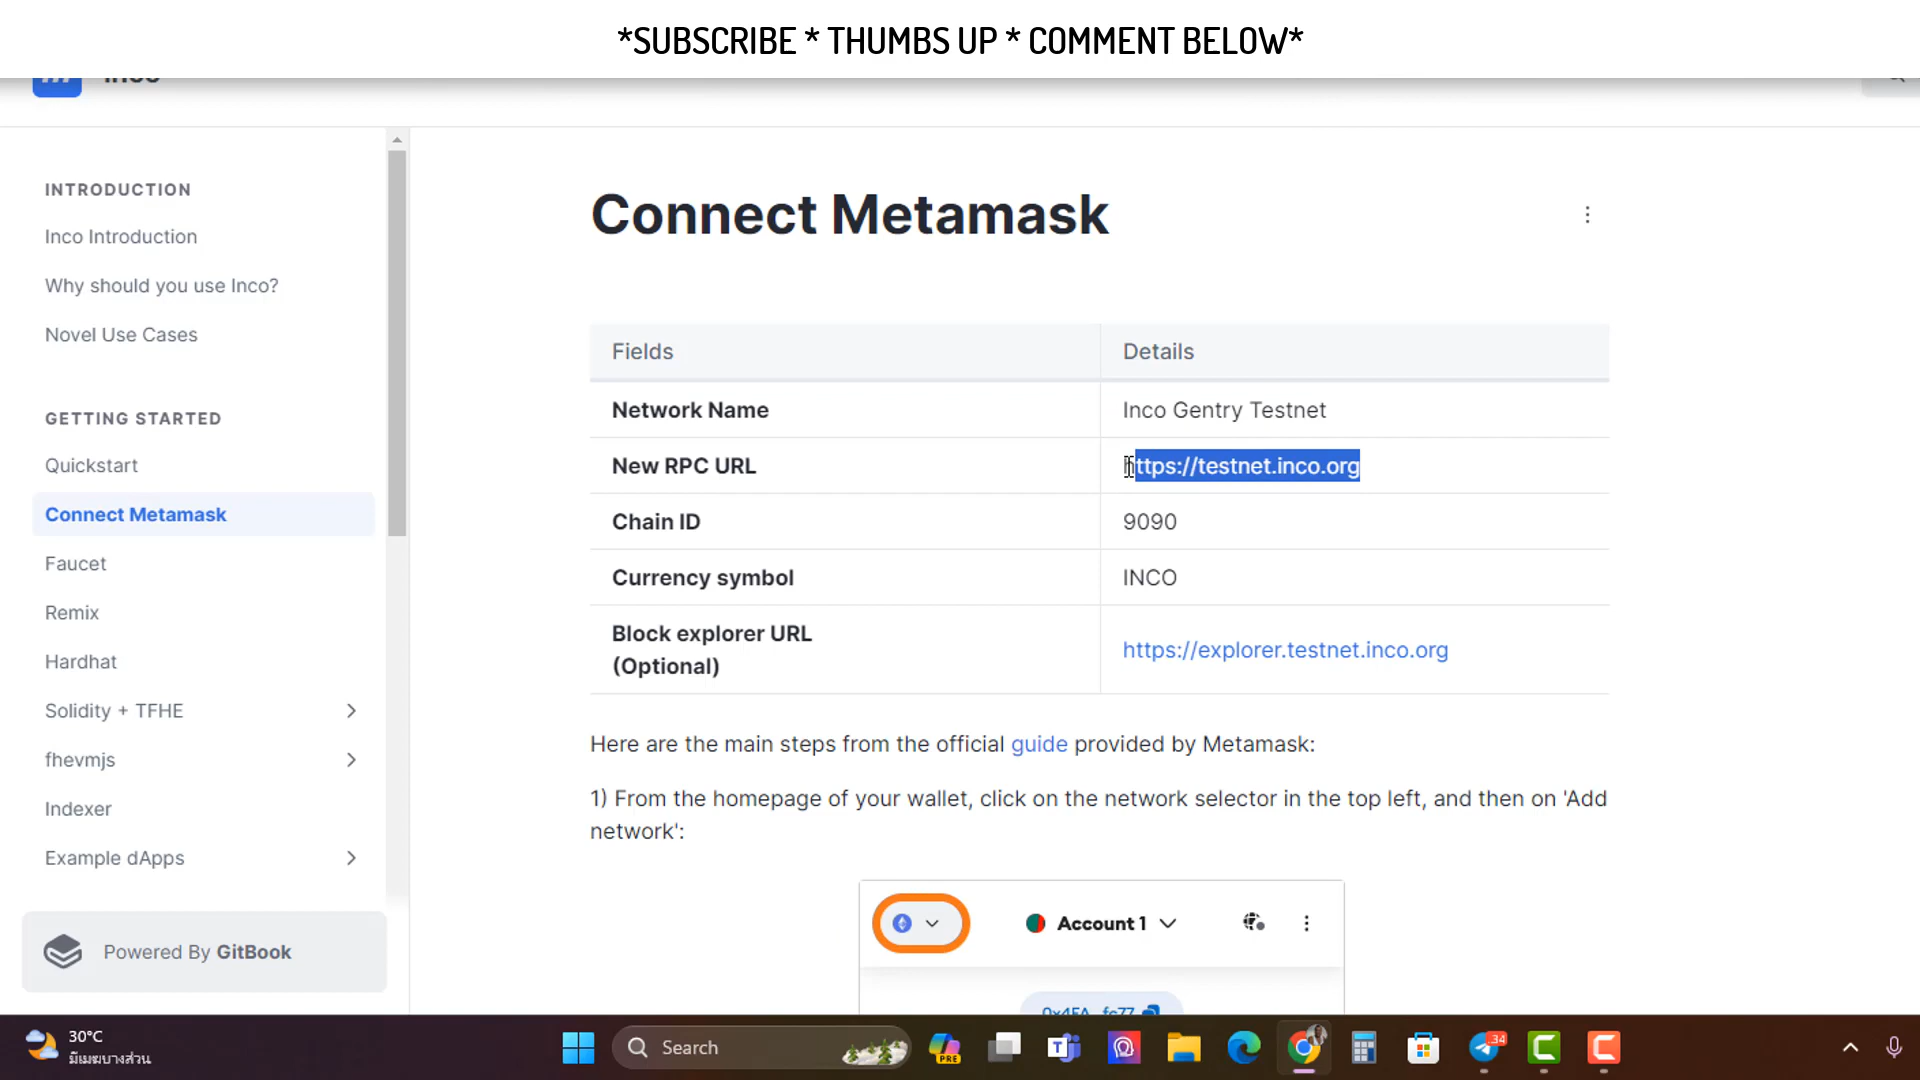 *SUBSCRIBE * THUMBS UP * COMMENT BELOW*
INTRODUCTION
Inco Introduction
Why should you use Inco?
Novel Use Cases
GETTING STARTED
Quickstart
Connect Metamask
Faucet
Remix
Hardhat
Solidity + TFHE
fhevmjs
Indexer
Example dApps
Powered By GitBook
Connect Metamask
Fields Details
Network Name Inco Gentry Testnet
New RPC URL https://testnet.inco.org
Chain ID 9090
Currency symbol INCO
Block explorer URL
(Optional)
https://explorer.testnet.inco.org
Here are the main steps from the official guide provided by Metamask:
1) From the homepage of your wallet, click on the network selector in the top left, and then on 'Add
network':
Account 1
30°C
Search
PRE
34